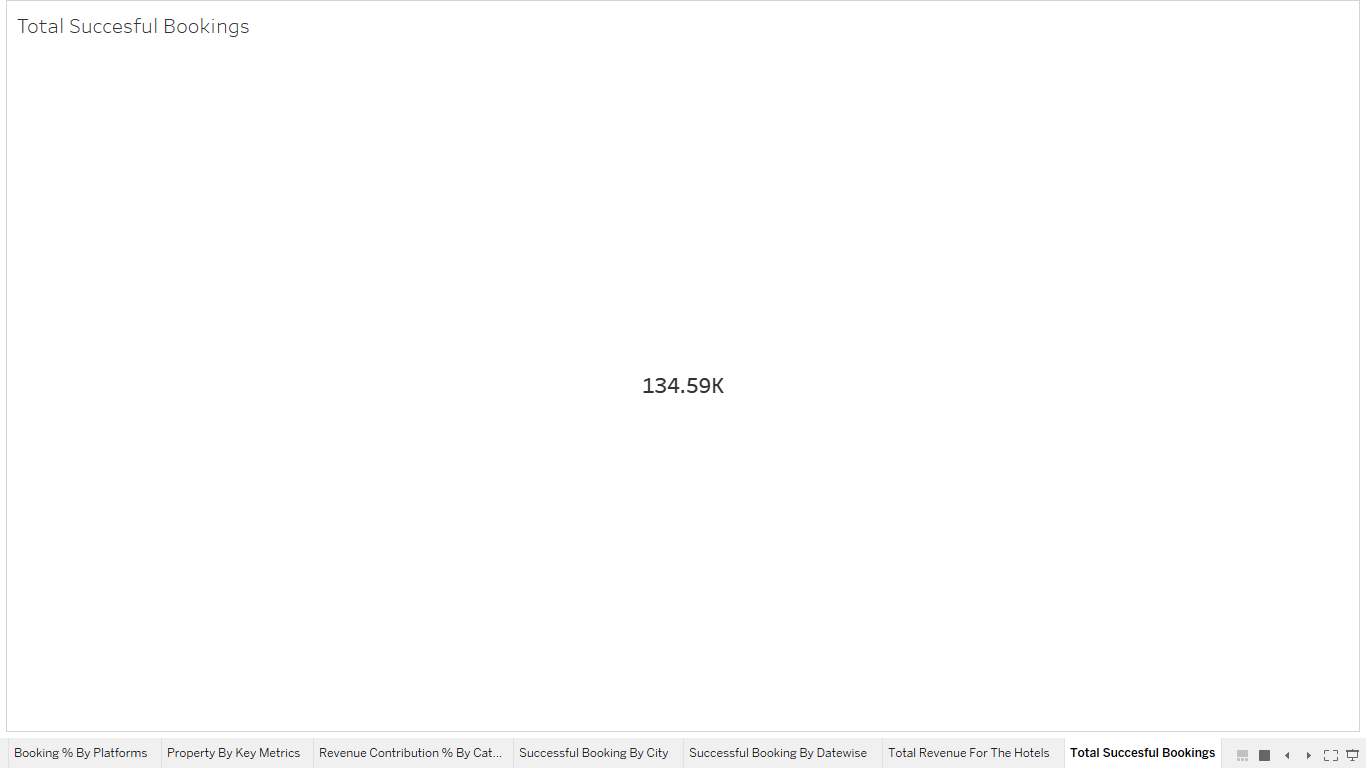 Total Succesful Bookings
134.59K
Booking % By Platforms
Property By Key Metrics
Revenue Contribution % By Cat...
Successful Booking By City
Successful Booking By Datewise
Total Revenue For The Hotels
Total Succesful Bookings